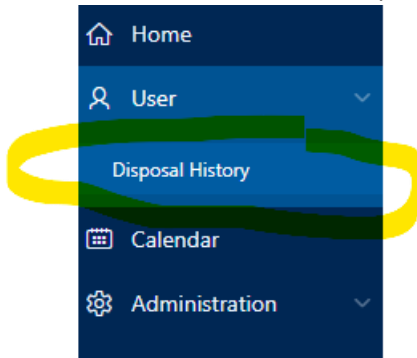 Home
User
Disposal History
Calendar
Administration